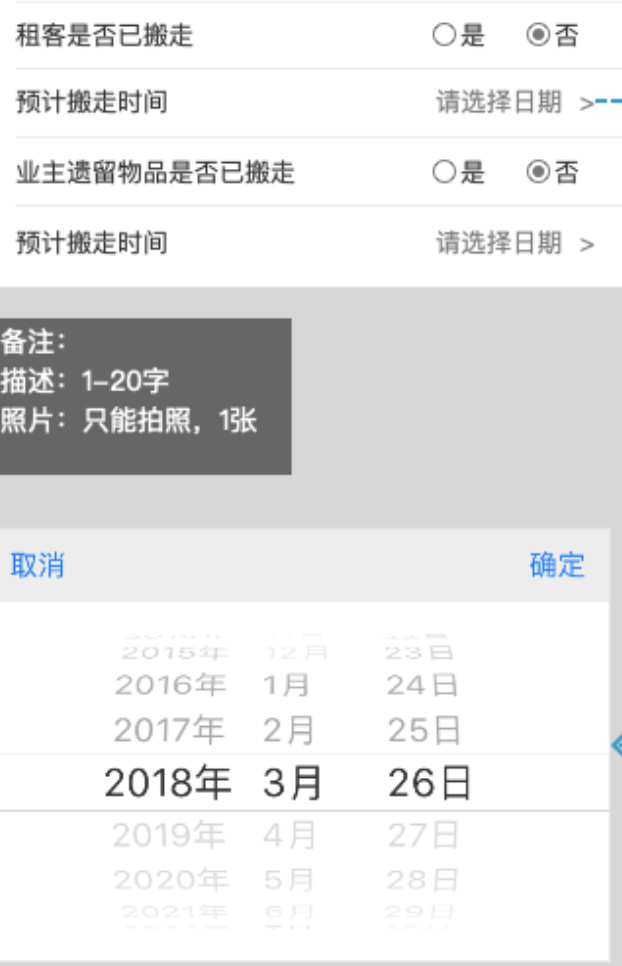 租客是否已搬走 是 否
预计搬走时间 请选择日期 >
业主遗留物品是否已搬走 是 否
预计搬走时间 请选择日期 >
备注：
描述：1-20字
照片：只能拍照，1张
取消 确定
2015年 12月 23日
2016年 1月 24日
2017年 2月 25日
2018年 3月 26日
2019年 4月 27日
2020年 5月 28日
2021年 6月 29日